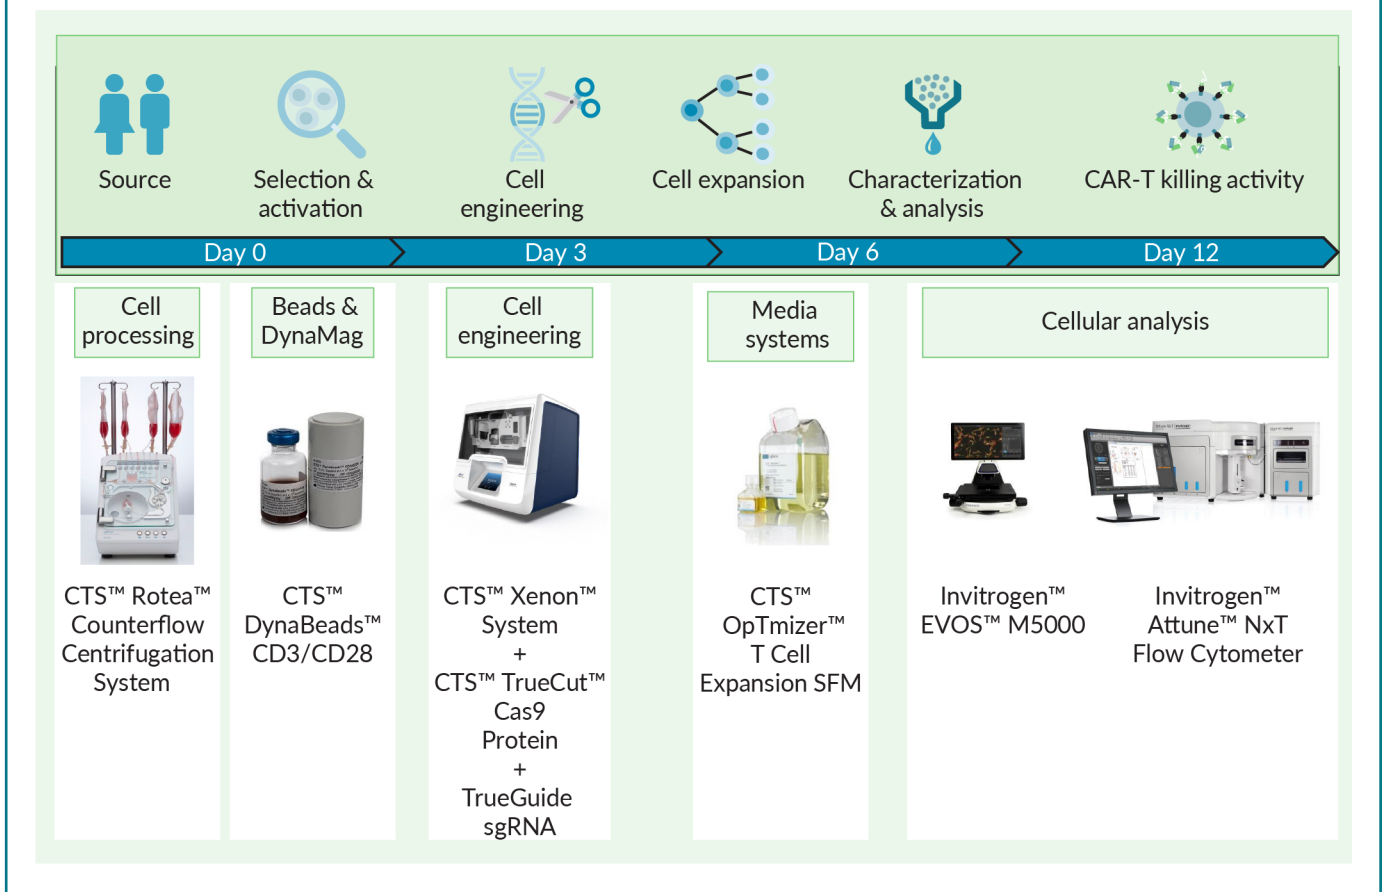 Source
Selection &
activation
Cell
engineering
Cell expansion
Characterization
& analysis
CAR-T killing activity
Day 0
Day 3
Day 6
Day 12
Cell
processing
Beads &
DynaMag
Cell
engineering
Media
systems
Cellular analysis
CTS™ Rotea™
Counterflow
Centrifugation
System
CTS™
DynaBeads™
CD3/CD28
CTS™ Xenon™
System
+
CTS™ TrueCut™
Cas9
Protein
+
TrueGuide
sgRNA
CTS™
OpTmizer™
T Cell
Expansion SFM
Invitrogen™
EVOS™ M5000
Invitrogen™
Attune™ NxT
Flow Cytometer